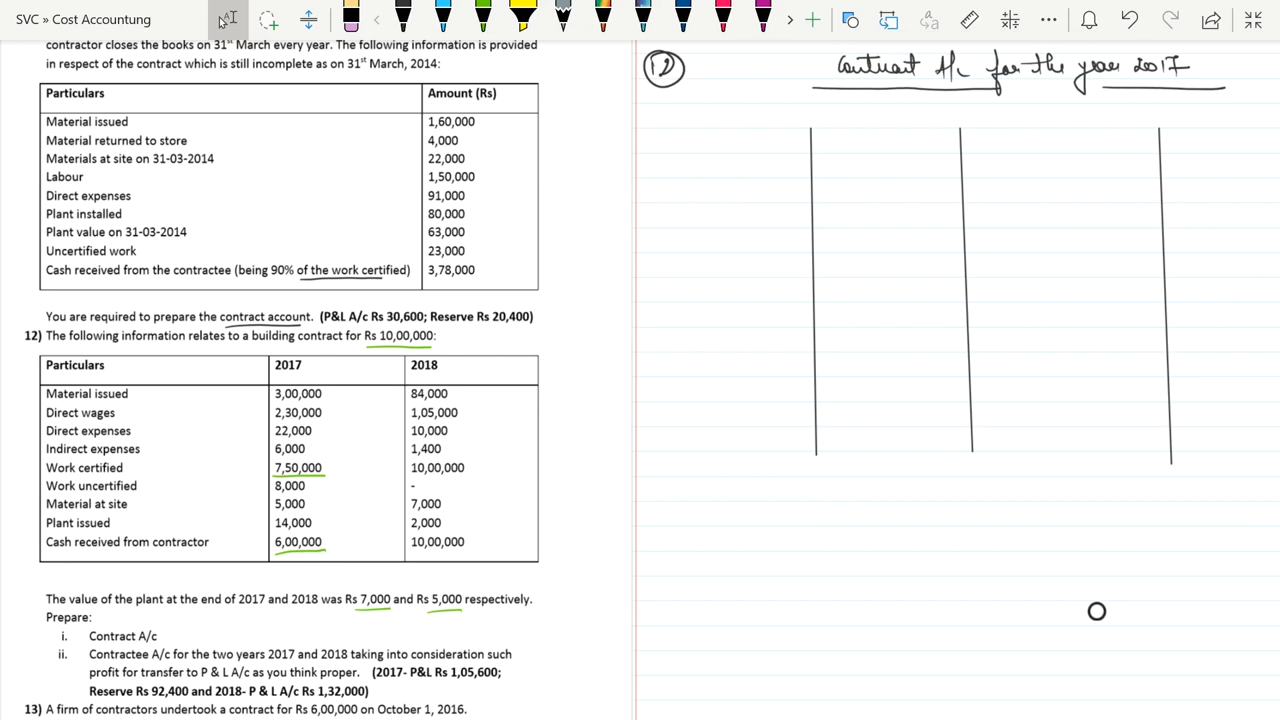 SVC » Cost Accountung
contractor closes the books on 31st March every year. The following information is provided
in respect of the contract which is still incomplete as on 31st March, 2014:
Particulars Amount (Rs)
Material issued 1,60,000
Material returned to store 4,000
Materials at site on 31-03-2014 22,000
Labour 1,50,000
Direct expenses 91,000
Plant installed 80,000
Plant value on 31-03-2014 63,000
Uncertified work 23,000
Cash received from the contractee (being 90% of the work certified) 3,78,000
You are required to prepare the contract account. (P&L A/c Rs 30,600; Reserve Rs 20,400)
12) The following information relates to a building contract for Rs 10,00,000:
Particulars 2017 2018
Material issued 3,00,000 84,000
Direct wages 2,30,000 1,05,000
Direct expenses 22,000 10,000
Indirect expenses 6,000 1,400
Work certified 7,50,000 10,00,000
Work uncertified 8,000 -
Material at site 5,000 7,000
Plant issued 14,000 2,000
Cash received from contractor 6,00,000 10,00,000
The value of the plant at the end of 2017 and 2018 was Rs 7,000 and Rs 5,000 respectively.
Prepare:
i. Contract A/c
ii. Contractee A/c for the two years 2017 and 2018 taking into consideration such
profit for transfer to P & L A/c as you think proper. (2017- P&L Rs 1,05,600;
Reserve Rs 92,400 and 2018- P & L A/c Rs 1,32,000)
13) A firm of contractors undertook a contract for Rs 6,00,000 on October 1, 2016.
12 Contract A/c for the year 2017